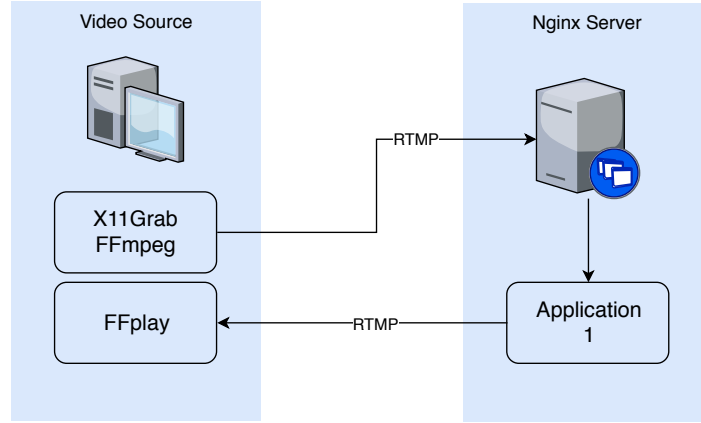 Video Source
Nginx Server
RTMP
X11Grab
FFmpeg
FFplay
RTMP
Application
1